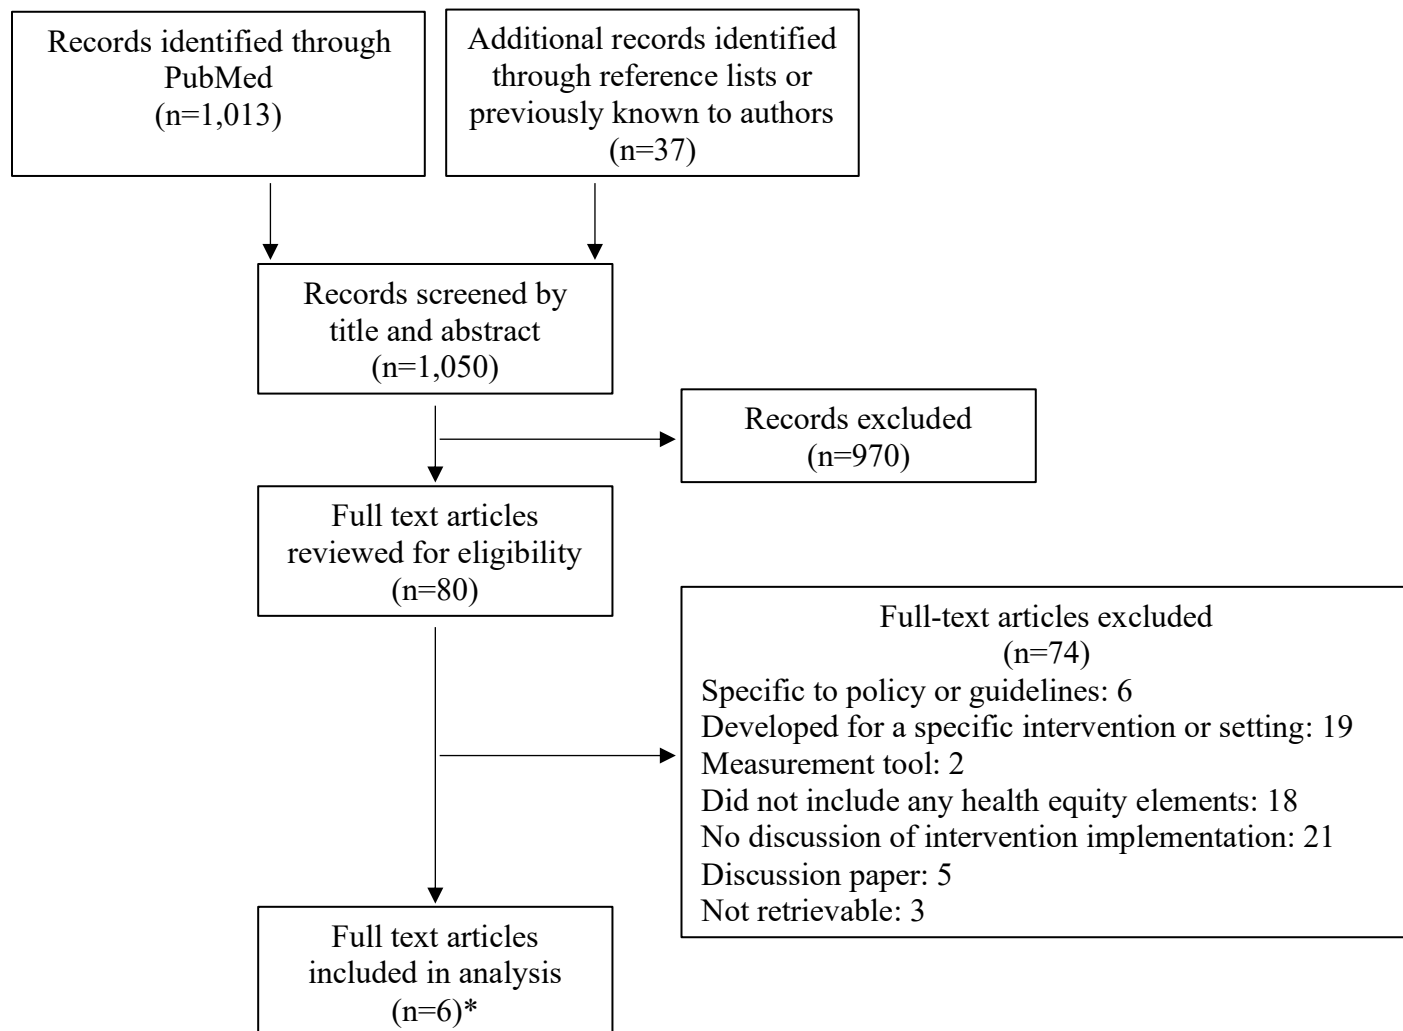 Records identified through
PubMed
(n=1,013)
Additional records identified
through reference lists or
previously known to authors
(n=37)
Records screened by
title and abstract
(n=1,050)
Records excluded
(n=970)
Full text articles
reviewed for eligibility
(n=80)
Full-text articles excluded
(n=74)
Specific to policy or guidelines: 6
Developed for a specific intervention or setting: 19
Measurement tool: 2
Did not include any health equity elements: 18
No discussion of intervention implementation: 21
Discussion paper: 5
Not retrievable: 3
Full text articles
included in analysis
(n=6)*